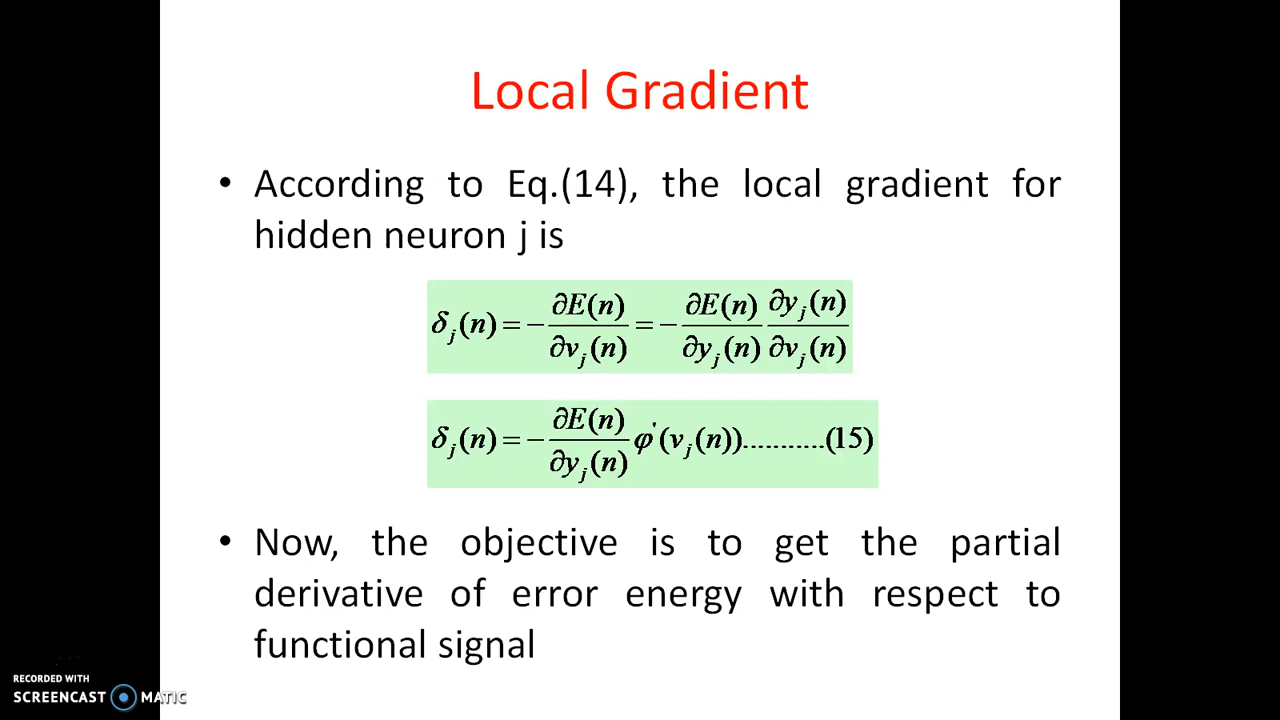 Local Gradient
• According to Eq.(14), the local gradient for
hidden neuron j is
δ_j(n) = −∂E(n)/∂v_j(n) = −∂E(n)/∂y_j(n) ∂y_j(n)/∂v_j(n)
δ_j(n) = −∂E(n)/∂y_j(n) φ'(v_j(n))...........(15)
• Now, the objective is to get the partial
derivative of error energy with respect to
functional signal
RECORDED WITH
SCREENCAST MATIC